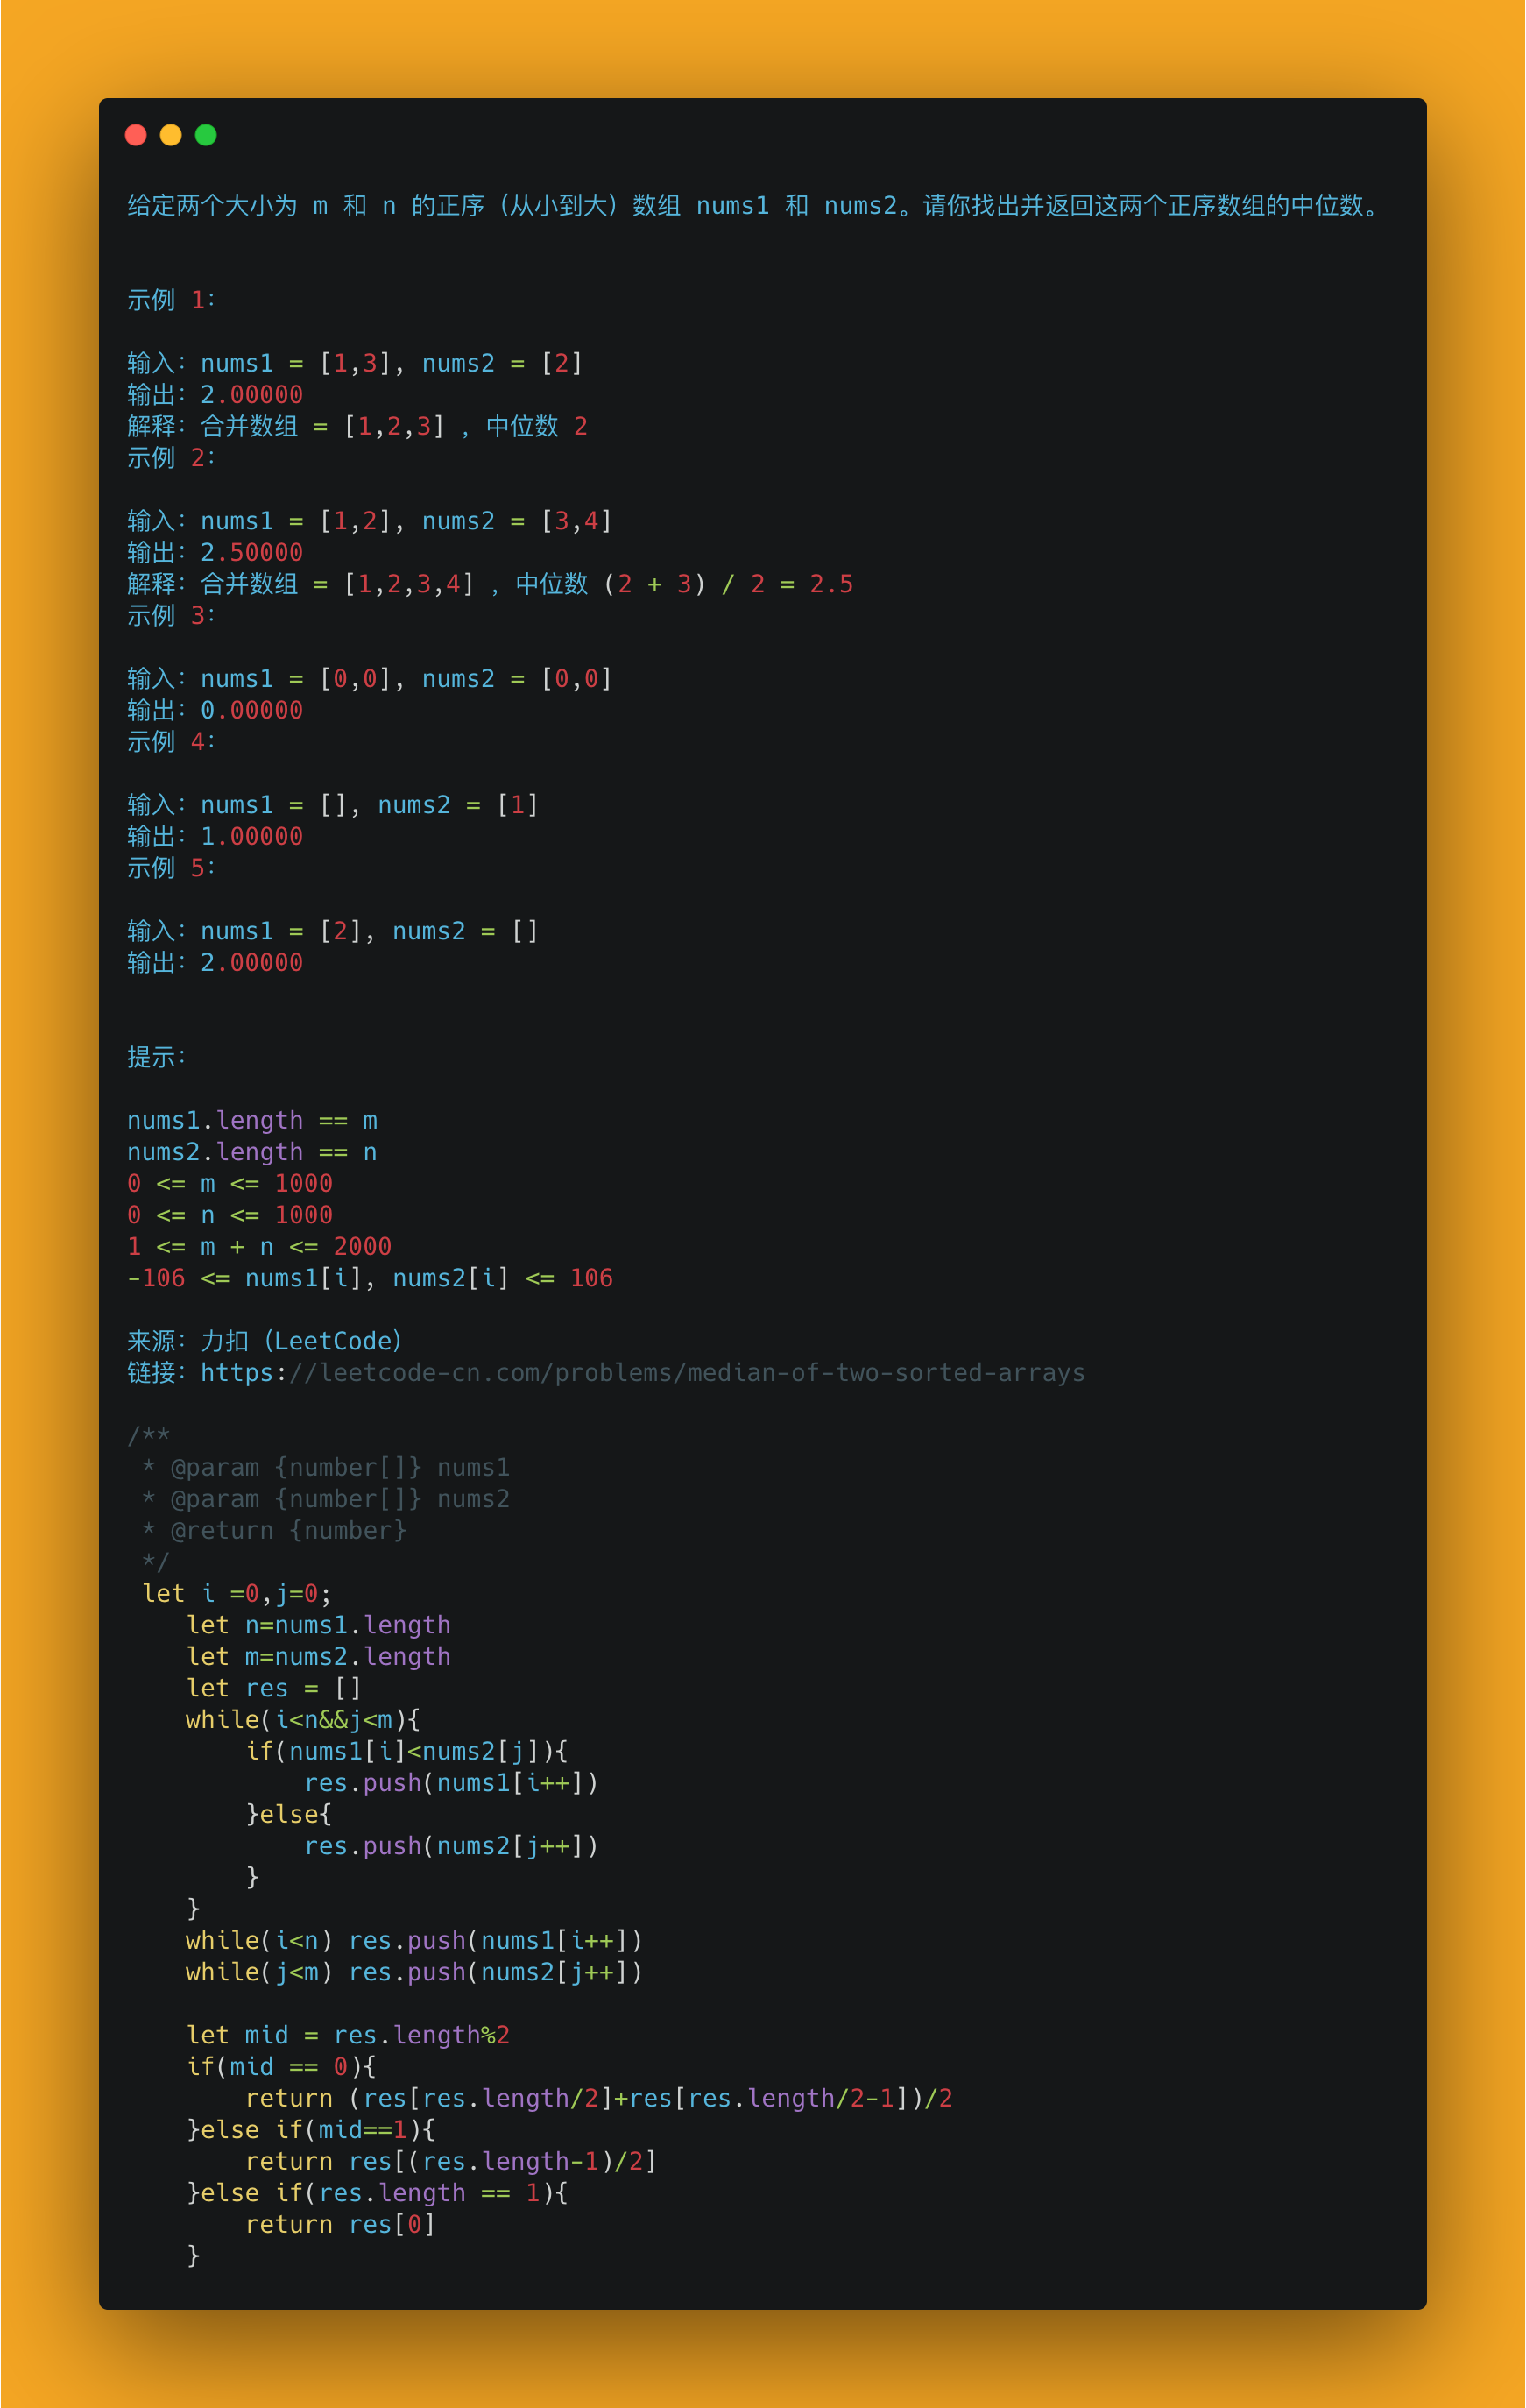 给定两个大小为 m 和 n 的正序（从小到大）数组 nums1 和 nums2。请你找出并返回这两个正序数组的中位数。
示例 1：
输入：nums1 = [1,3], nums2 = [2]
输出：2.00000
解释：合并数组 = [1,2,3] ，中位数 2
示例 2：
输入：nums1 = [1,2], nums2 = [3,4]
输出：2.50000
解释：合并数组 = [1,2,3,4] ，中位数 (2 + 3) / 2 = 2.5
示例 3：
输入：nums1 = [0,0], nums2 = [0,0]
输出：0.00000
示例 4：
输入：nums1 = [], nums2 = [1]
输出：1.00000
示例 5：
输入：nums1 = [2], nums2 = []
输出：2.00000
提示：
nums1.length == m
nums2.length == n
0 <= m <= 1000
0 <= n <= 1000
1 <= m + n <= 2000
-106 <= nums1[i], nums2[i] <= 106
来源：力扣（LeetCode）
链接：https://leetcode-cn.com/problems/median-of-two-sorted-arrays
/**
 * @param {number[]} nums1
 * @param {number[]} nums2
 * @return {number}
 */
 let i =0,j=0;
    let n=nums1.length
    let m=nums2.length
    let res = []
    while(i<n&&j<m){
        if(nums1[i]<nums2[j]){
            res.push(nums1[i++])
        }else{
            res.push(nums2[j++])
        }
    }
    while(i<n) res.push(nums1[i++])
    while(j<m) res.push(nums2[j++])
    let mid = res.length%2
    if(mid == 0){
        return (res[res.length/2]+res[res.length/2-1])/2
    }else if(mid==1){
        return res[(res.length-1)/2]
    }else if(res.length == 1){
        return res[0]
    }